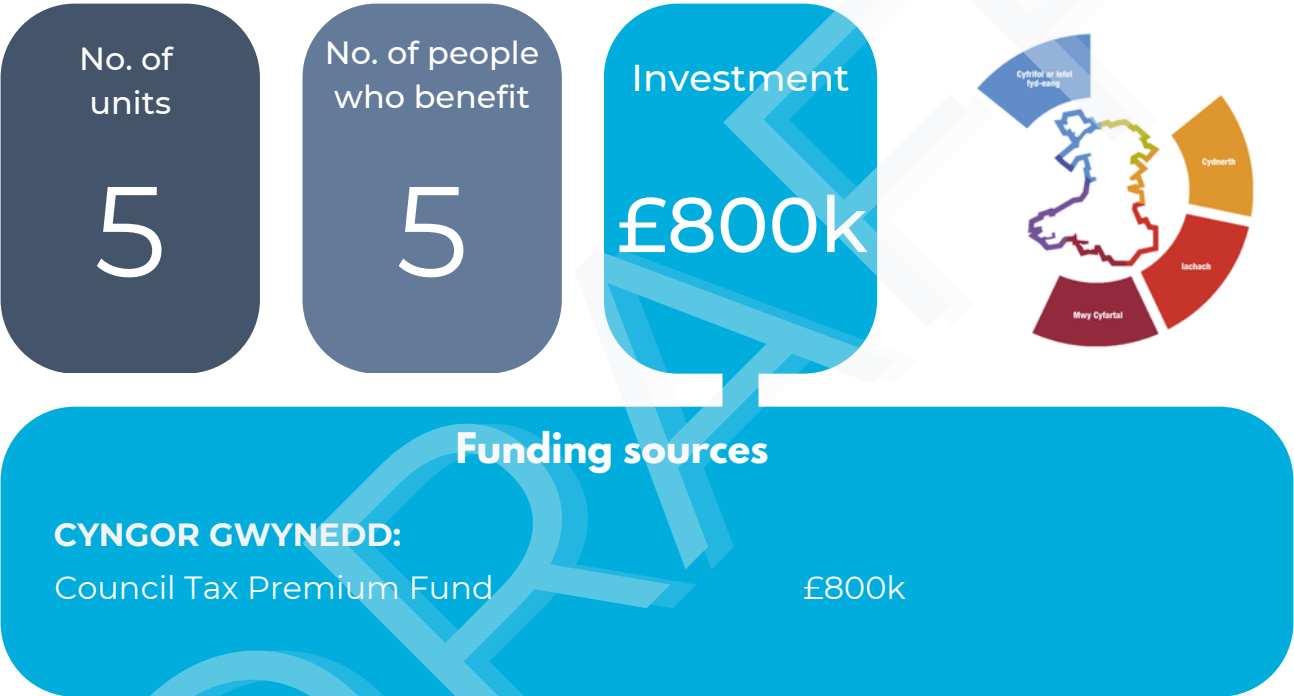 No. of
units
5
No. of people
who benefit
5
Investment
£800k
Cyfrifol ar lefel
fyd-eang
Cydnerth
Iachach
Mwy Cyfartal
Funding sources
CYNGOR GWYNEDD:
Council Tax Premium Fund £800k